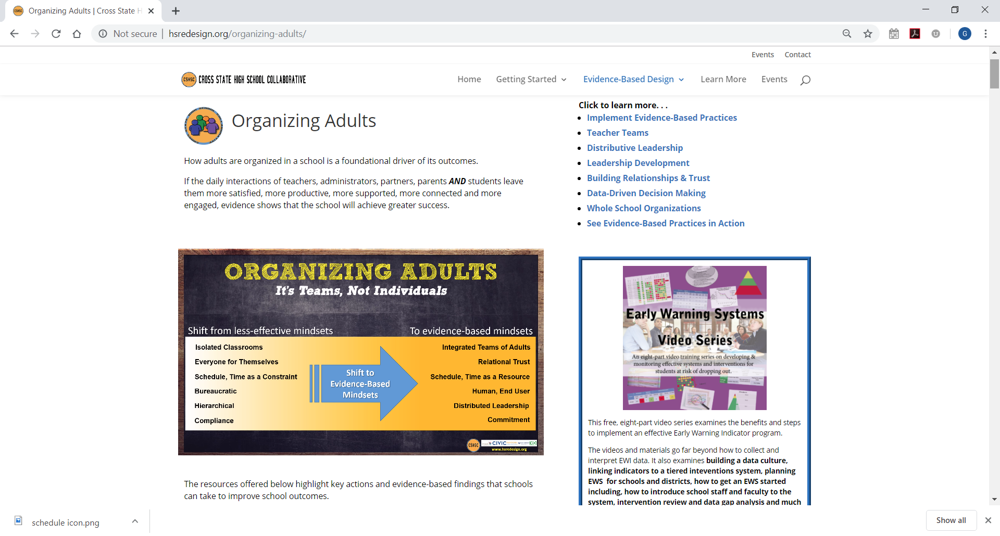 Organizing Adults | Cross State H
Not secure | hsredesign.org/organizing-adults/
G
Events Contact
CSHSC CROSS STATE HIGH SCHOOL COLLABORATIVE
Home Getting Started Evidence-Based Design Learn More Events
Organizing Adults
How adults are organized in a school is a foundational driver of its outcomes.
If the daily interactions of teachers, administrators, partners, parents AND students leave
them more satisfied, more productive, more supported, more connected and more
engaged, evidence shows that the school will achieve greater success.
Click to learn more. . .
Implement Evidence-Based Practices
Teacher Teams
Distributive Leadership
Leadership Development
Building Relationships & Trust
Data-Driven Decision Making
Whole School Organizations
See Evidence-Based Practices in Action
ORGANIZING ADULTS
It's Teams, Not Individuals
Shift from less-effective mindsets
To evidence-based mindsets
Isolated Classrooms
Everyone for Themselves
Schedule, Time as a Constraint
Bureaucratic
Hierarchical
Compliance
Shift to
Evidence-Based
Mindsets
Integrated Teams of Adults
Relational Trust
Schedule, Time as a Resource
Human, End User
Distributed Leadership
Commitment
CSHSC
CIVIC
www.hsredesign.org
The resources offered below highlight key actions and evidence-based findings that schools
can take to improve school outcomes.
Early Warning Systems
Video Series
An eight-part video training series on developing &
monitoring effective systems and interventions for
students at risk of dropping out.
This free, eight-part video series examines the benefits and steps
to implement an effective Early Warning Indicator program.
The videos and materials go far beyond how to collect and
interpret EWI data. It also examines building a data culture,
linking indicators to a tiered inteventions system, planning
EWS for schools and districts, how to get an EWS started
including, how to introduce school staff and faculty to the
system, intervention review and data gap analysis and much
schedule icon.png
Show all